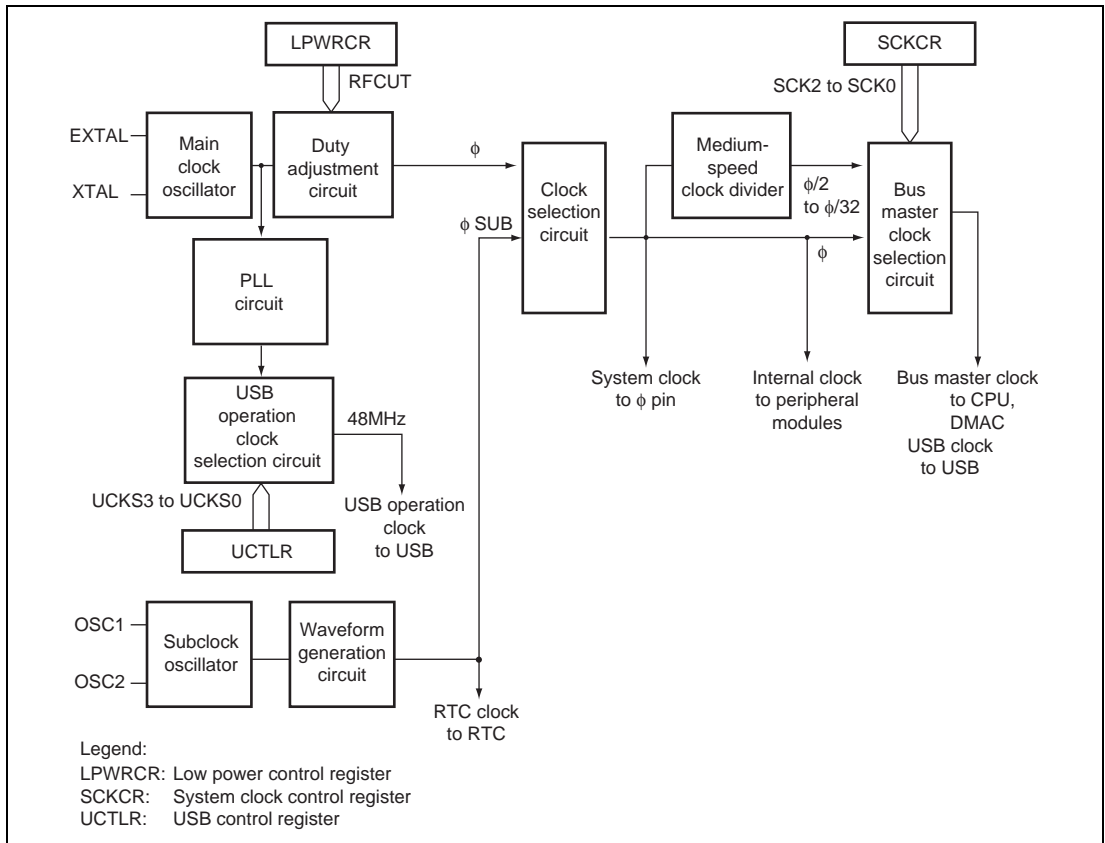 LPWRCR
RFCUT
SCKCR
SCK2 to SCK0
EXTAL
XTAL
Main
clock
oscillator
Duty
adjustment
circuit
ϕ
ϕ SUB
Clock
selection
circuit
Medium-
speed
clock divider
ϕ/2
to ϕ/32
ϕ
Bus
master
clock
selection
circuit
PLL
circuit
USB
operation
clock
selection circuit
48MHz
UCKS3 to UCKS0
UCTLR
USB operation
clock
to USB
System clock
to ϕ pin
Internal clock
to peripheral
modules
Bus master clock
to CPU,
DMAC
USB clock
to USB
OSC1
OSC2
Subclock
oscillator
Waveform
generation
circuit
RTC clock
to RTC
Legend:
LPWRCR: Low power control register
SCKCR: System clock control register
UCTLR: USB control register